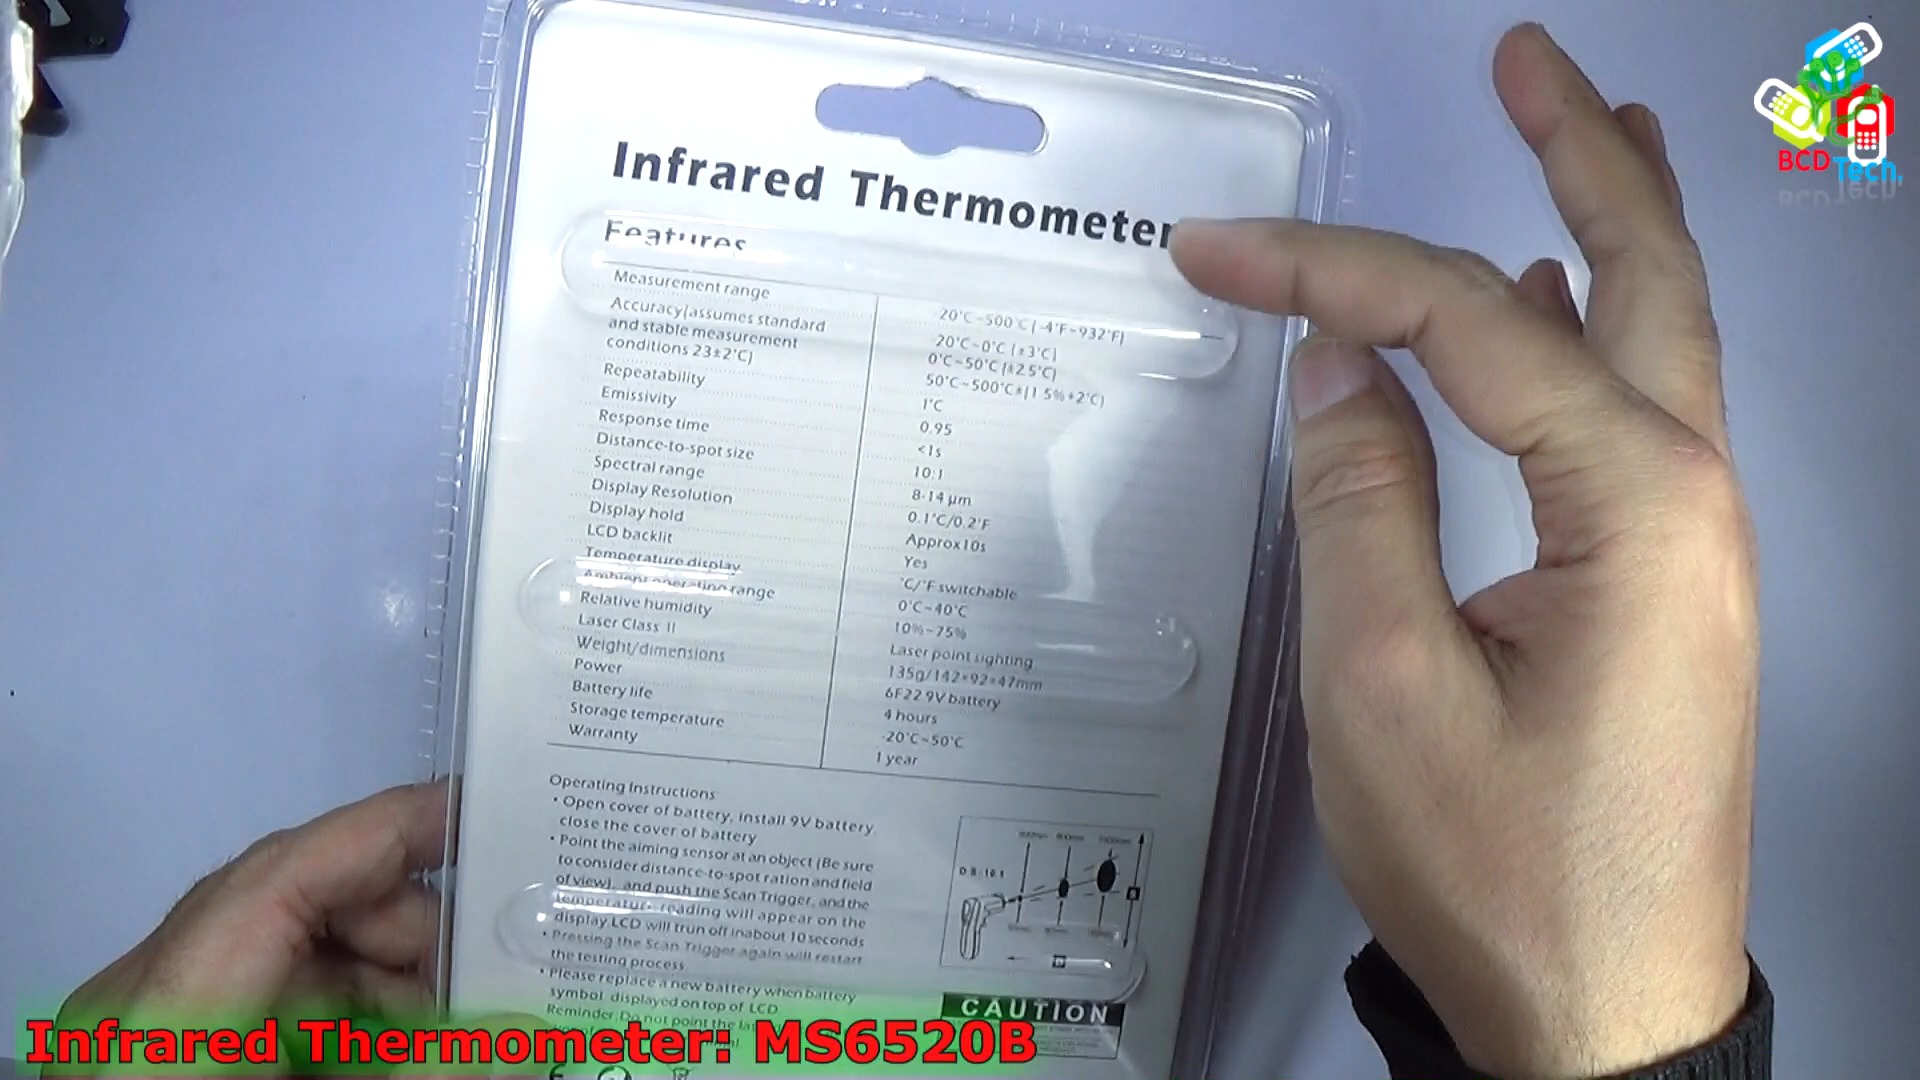 BCD Tech.
Infrared Thermometer
Features
Measurement range -20°C~500°C (-4°F~932°F)
Accuracy(assumes standard -20°C~0°C (±3°C)
and stable measurement 0°C~50°C (±2.5°C)
conditions 23±2°C) 50°C~500°C±(1.5%+2°C)
Repeatability 1°C
Emissivity 0.95
Response time <1s
Distance-to-spot size 10:1
Spectral range 8-14 μm
Display Resolution 0.1°C/0.2°F
Display hold Approx10s
LCD backlit Yes
Temperature display °C/°F switchable
Ambient operating range 0°C~40°C
Relative humidity 10%~75%
Laser Class II Laser point sighting
Weight/dimensions 135g/142×92×47mm
Power 6F22 9V battery
Battery life 4 hours
Storage temperature -20°C~50°C
Warranty 1 year
Operating Instructions
• Open cover of battery, install 9V battery,
close the cover of battery
• Point the aiming sensor at an object (Be sure
to consider distance-to-spot ration and field
of view), and push the Scan Trigger, and the
temperature reading will appear on the
display LCD will trun off inabout 10 seconds
• Pressing the Scan Trigger again will restart
the testing process
• Please replace a new battery when battery
symbol displayed on top of LCD
Reminder: Do not point the
D
CAUTION
Infrared Thermometer: MS6520B